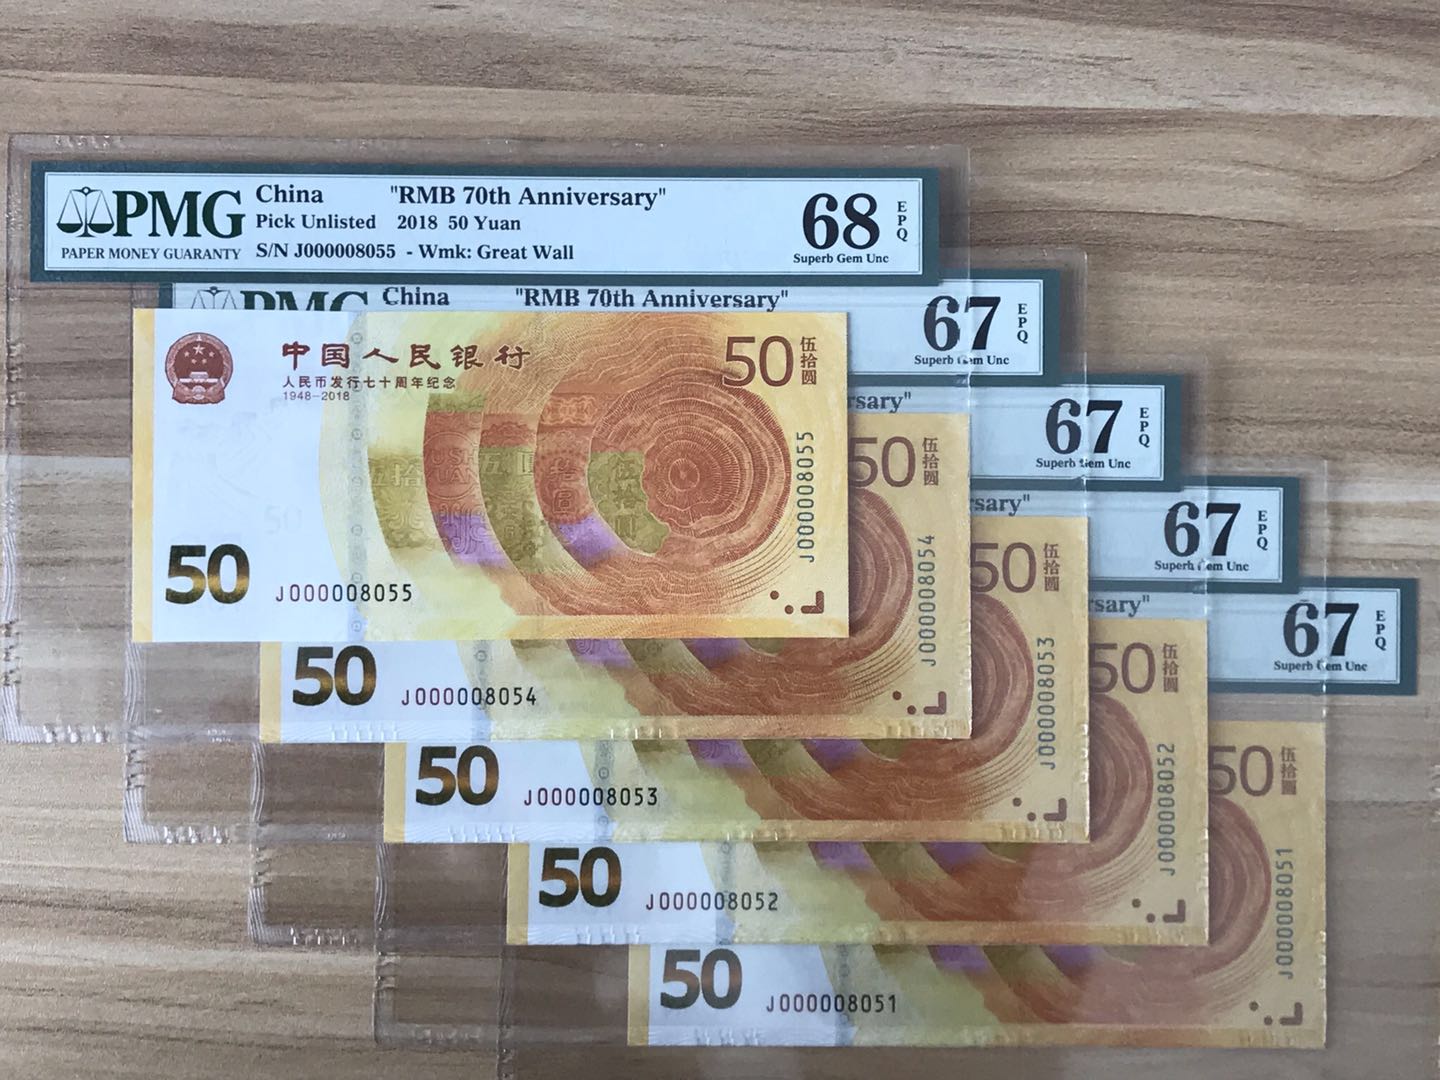 PMG
PAPER MONEY GUARANTY
China "RMB 70th Anniversary"
Pick Unlisted 2018 50 Yuan
S/N J000008055 - Wmk: Great Wall
68
EPQ
Superb Gem Unc
PMG China "RMB 70th Anniversary"
67
EPQ
Superb Gem Unc
中国人民银行
人民币发行七十周年纪念
1948-2018
50
伍拾圆
50
J000008055
J000008055
rsary"
67
EPQ
Superb Gem Unc
50
伍拾圆
50
J000008054
J000008054
rsary"
67
EPQ
Superb Gem Unc
50
伍拾圆
50
J000008053
J000008053
sary"
67
EPQ
Superb Gem Unc
50
伍拾圆
50
J000008052
J000008052
50
伍拾圆
50
J000008051
J000008051